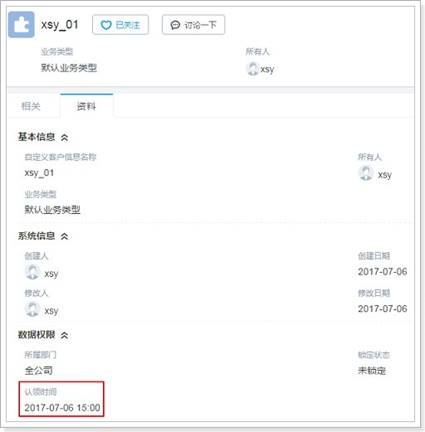 xsy_01 已关注 讨论一下
业务类型 所有人
默认业务类型 xsy
相关 资料
基本信息
自定义客户信息名称 所有人
xsy_01 xsy
业务类型
默认业务类型
系统信息
创建人 创建日期
xsy 2017-07-06
修改人 修改日期
xsy 2017-07-06
数据权限
所属部门 锁定状态
全公司 未锁定
认领时间
2017-07-06 15:00